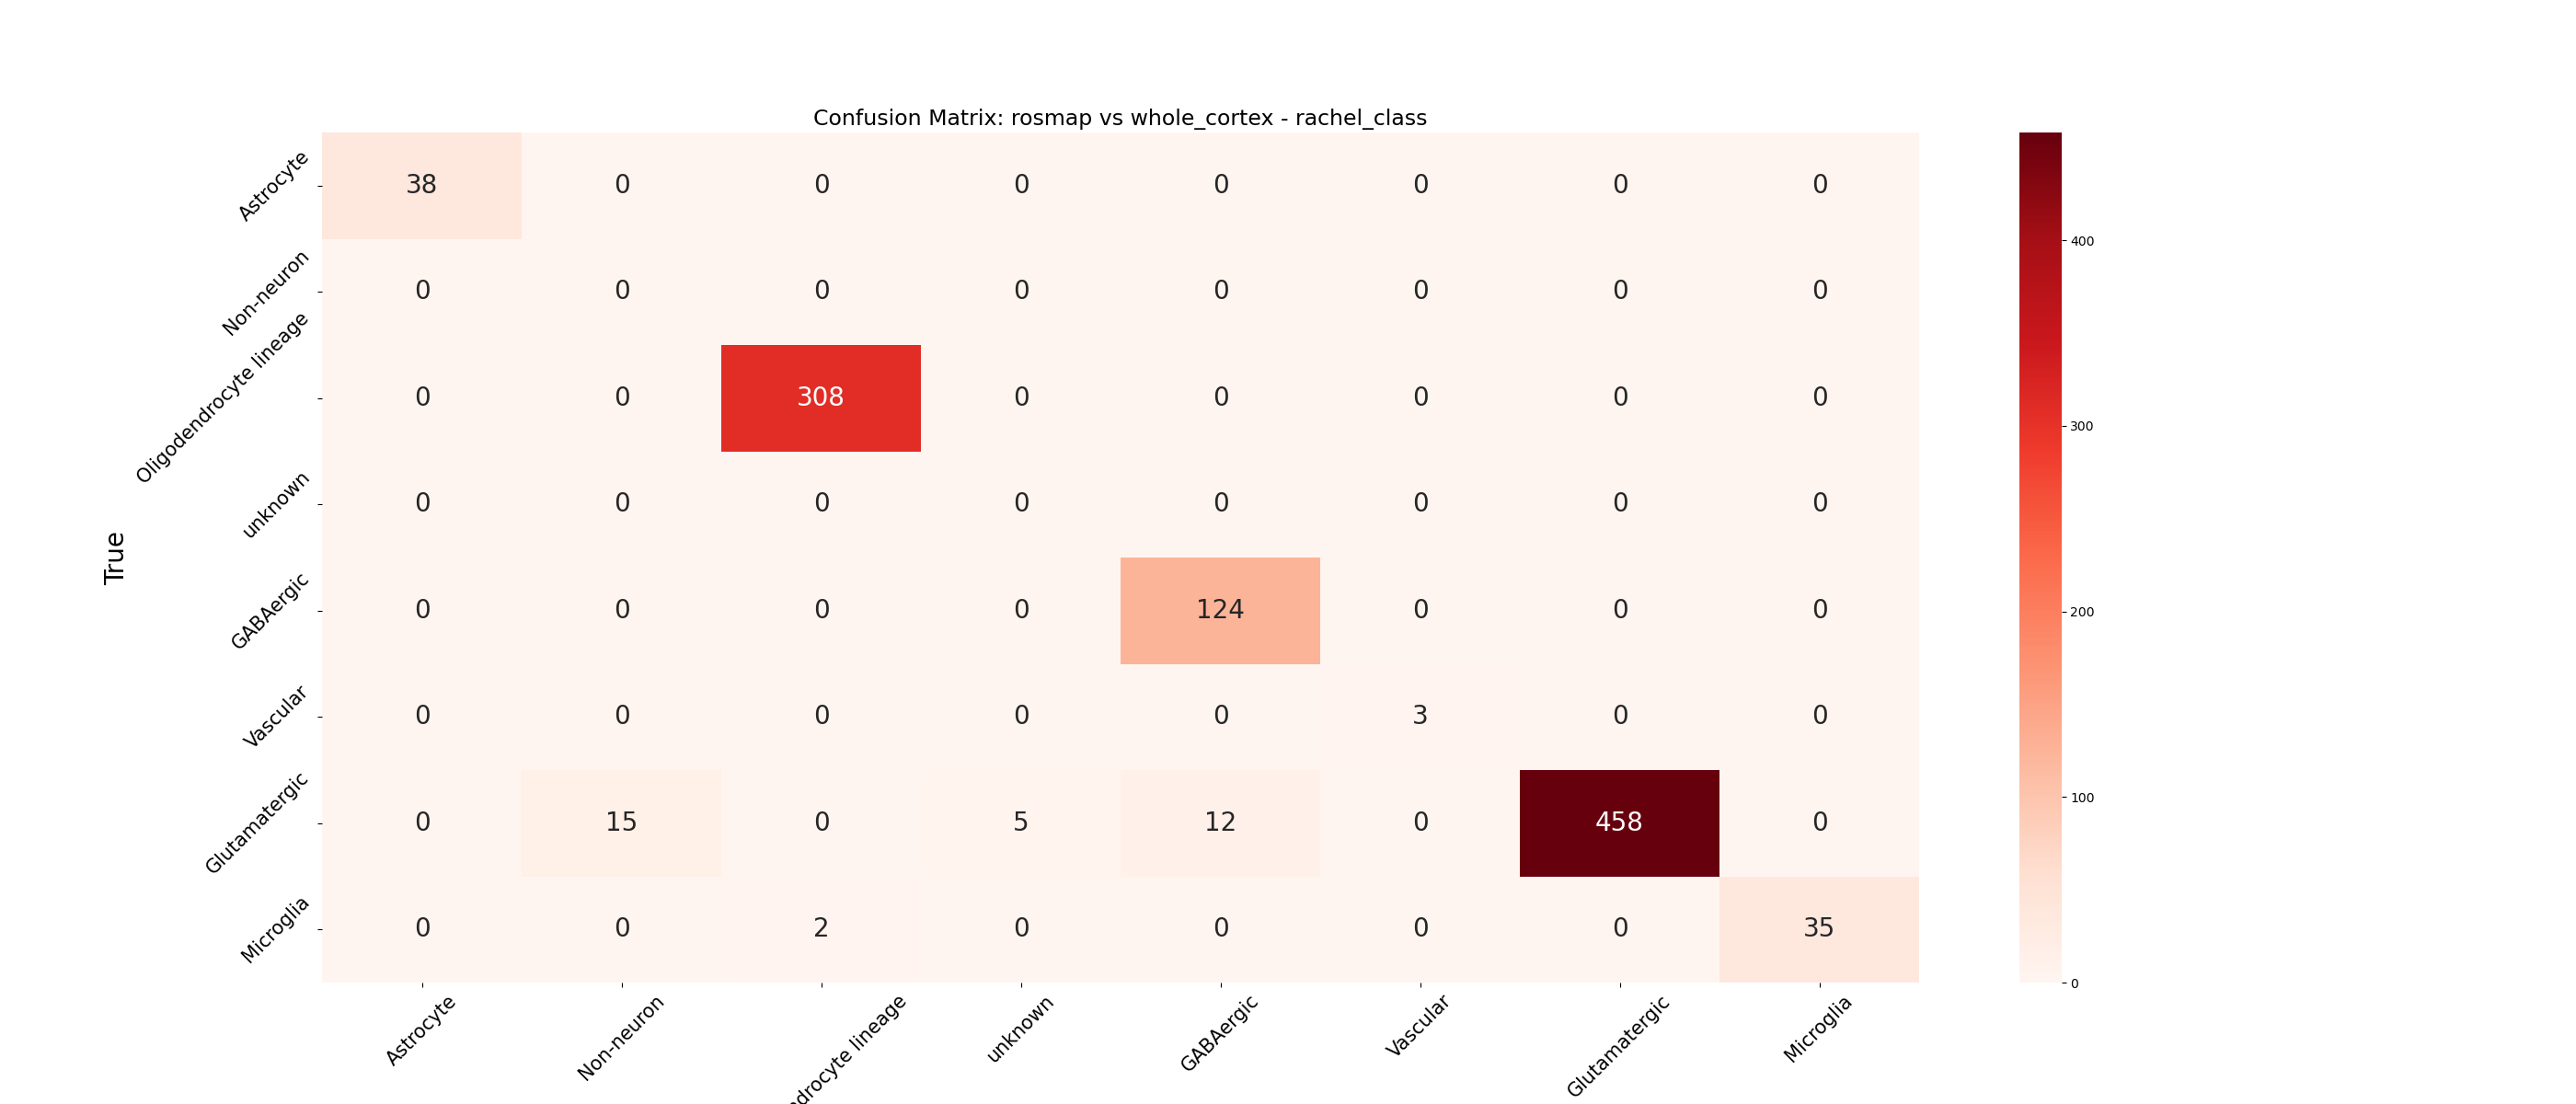 Confusion Matrix: rosmap vs whole_cortex - rachel_class
True
Astrocyte 38 0 0 0 0 0 0 0
Non-neuron 0 0 0 0 0 0 0 0
Oligodendrocyte lineage 0 0 308 0 0 0 0 0
unknown 0 0 0 0 0 0 0 0
GABAergic 0 0 0 0 124 0 0 0
Vascular 0 0 0 0 0 3 0 0
Glutamatergic 0 15 0 5 12 0 458 0
Microglia 0 0 2 0 0 0 0 35
Astrocyte Non-neuron lineage unknown GABAergic Vascular Glutamatergic Microglia
400
300
200
100
0